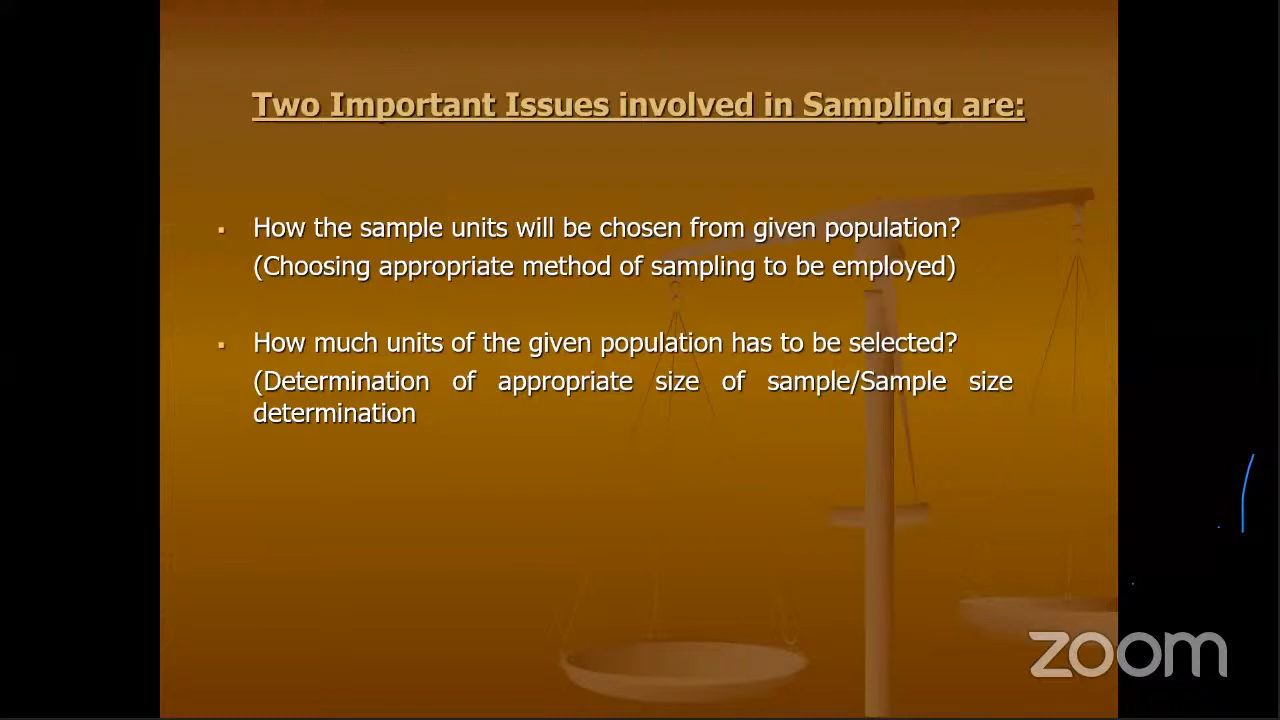 Two Important Issues involved in Sampling are:
▪ How the sample units will be chosen from given population?
(Choosing appropriate method of sampling to be employed)
▪ How much units of the given population has to be selected?
(Determination of appropriate size of sample/Sample size
determination
zoom